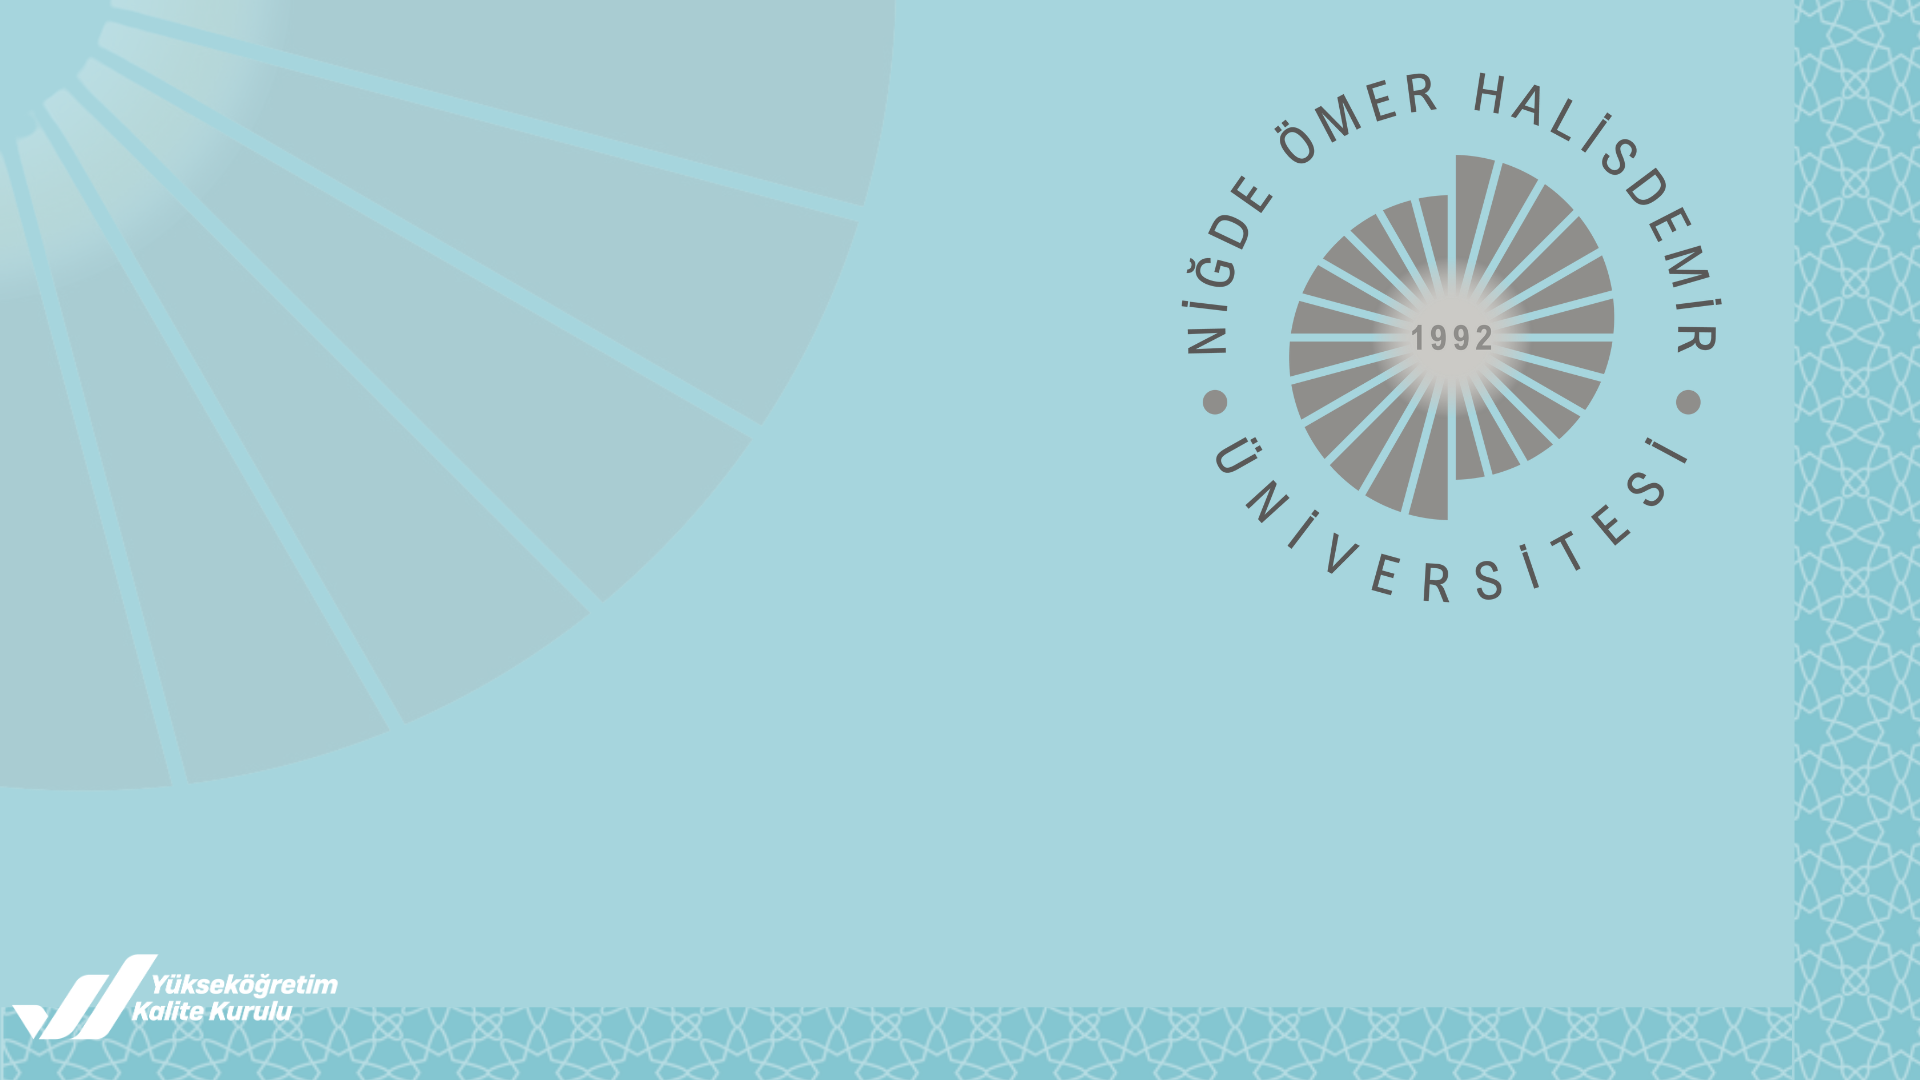 NİĞDE ÖMER HALİSDEMİR
1992
ÜNİVERSİTESİ
Yükseköğretim
Kalite Kurulu